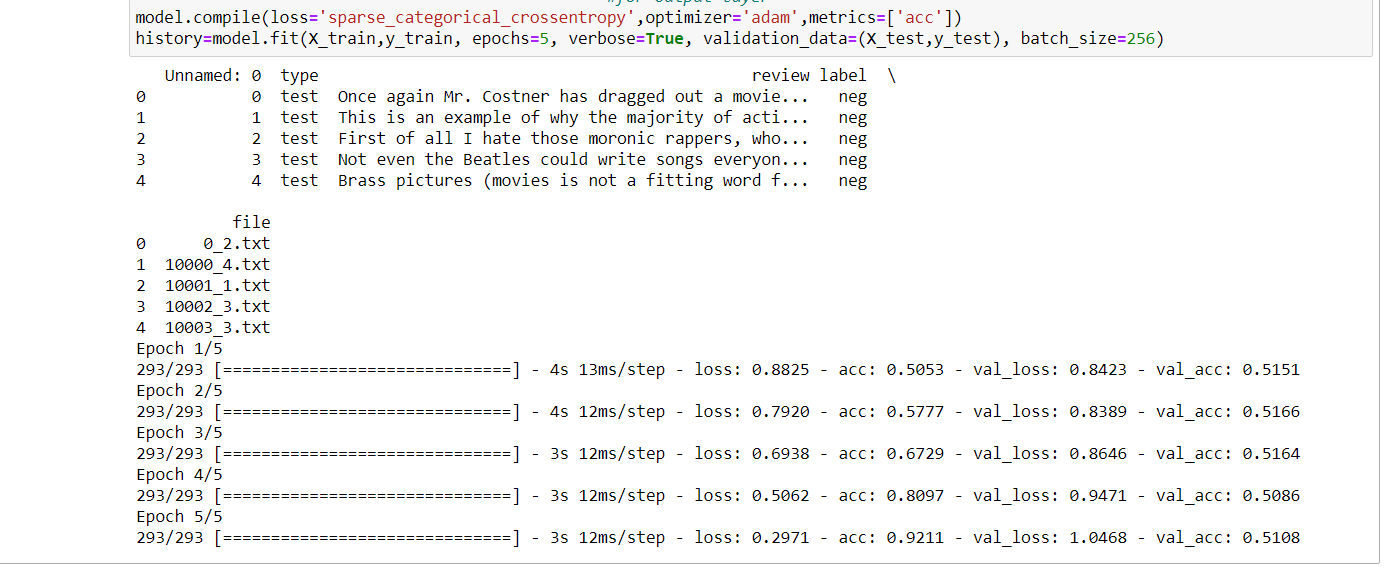 #for output layer
model.compile(loss='sparse_categorical_crossentropy',optimizer='adam',metrics=['acc'])
history=model.fit(X_train,y_train, epochs=5, verbose=True, validation_data=(X_test,y_test), batch_size=256)
Unnamed: 0 type review label \
0 0 test Once again Mr. Costner has dragged out a movie... neg
1 1 test This is an example of why the majority of acti... neg
2 2 test First of all I hate those moronic rappers, who... neg
3 3 test Not even the Beatles could write songs everyon... neg
4 4 test Brass pictures (movies is not a fitting word f... neg
file
0 0_2.txt
1 10000_4.txt
2 10001_1.txt
3 10002_3.txt
4 10003_3.txt
Epoch 1/5
293/293 [==============================] - 4s 13ms/step - loss: 0.8825 - acc: 0.5053 - val_loss: 0.8423 - val_acc: 0.5151
Epoch 2/5
293/293 [==============================] - 4s 12ms/step - loss: 0.7920 - acc: 0.5777 - val_loss: 0.8389 - val_acc: 0.5166
Epoch 3/5
293/293 [==============================] - 3s 12ms/step - loss: 0.6938 - acc: 0.6729 - val_loss: 0.8646 - val_acc: 0.5164
Epoch 4/5
293/293 [==============================] - 3s 12ms/step - loss: 0.5062 - acc: 0.8097 - val_loss: 0.9471 - val_acc: 0.5086
Epoch 5/5
293/293 [==============================] - 3s 12ms/step - loss: 0.2971 - acc: 0.9211 - val_loss: 1.0468 - val_acc: 0.5108